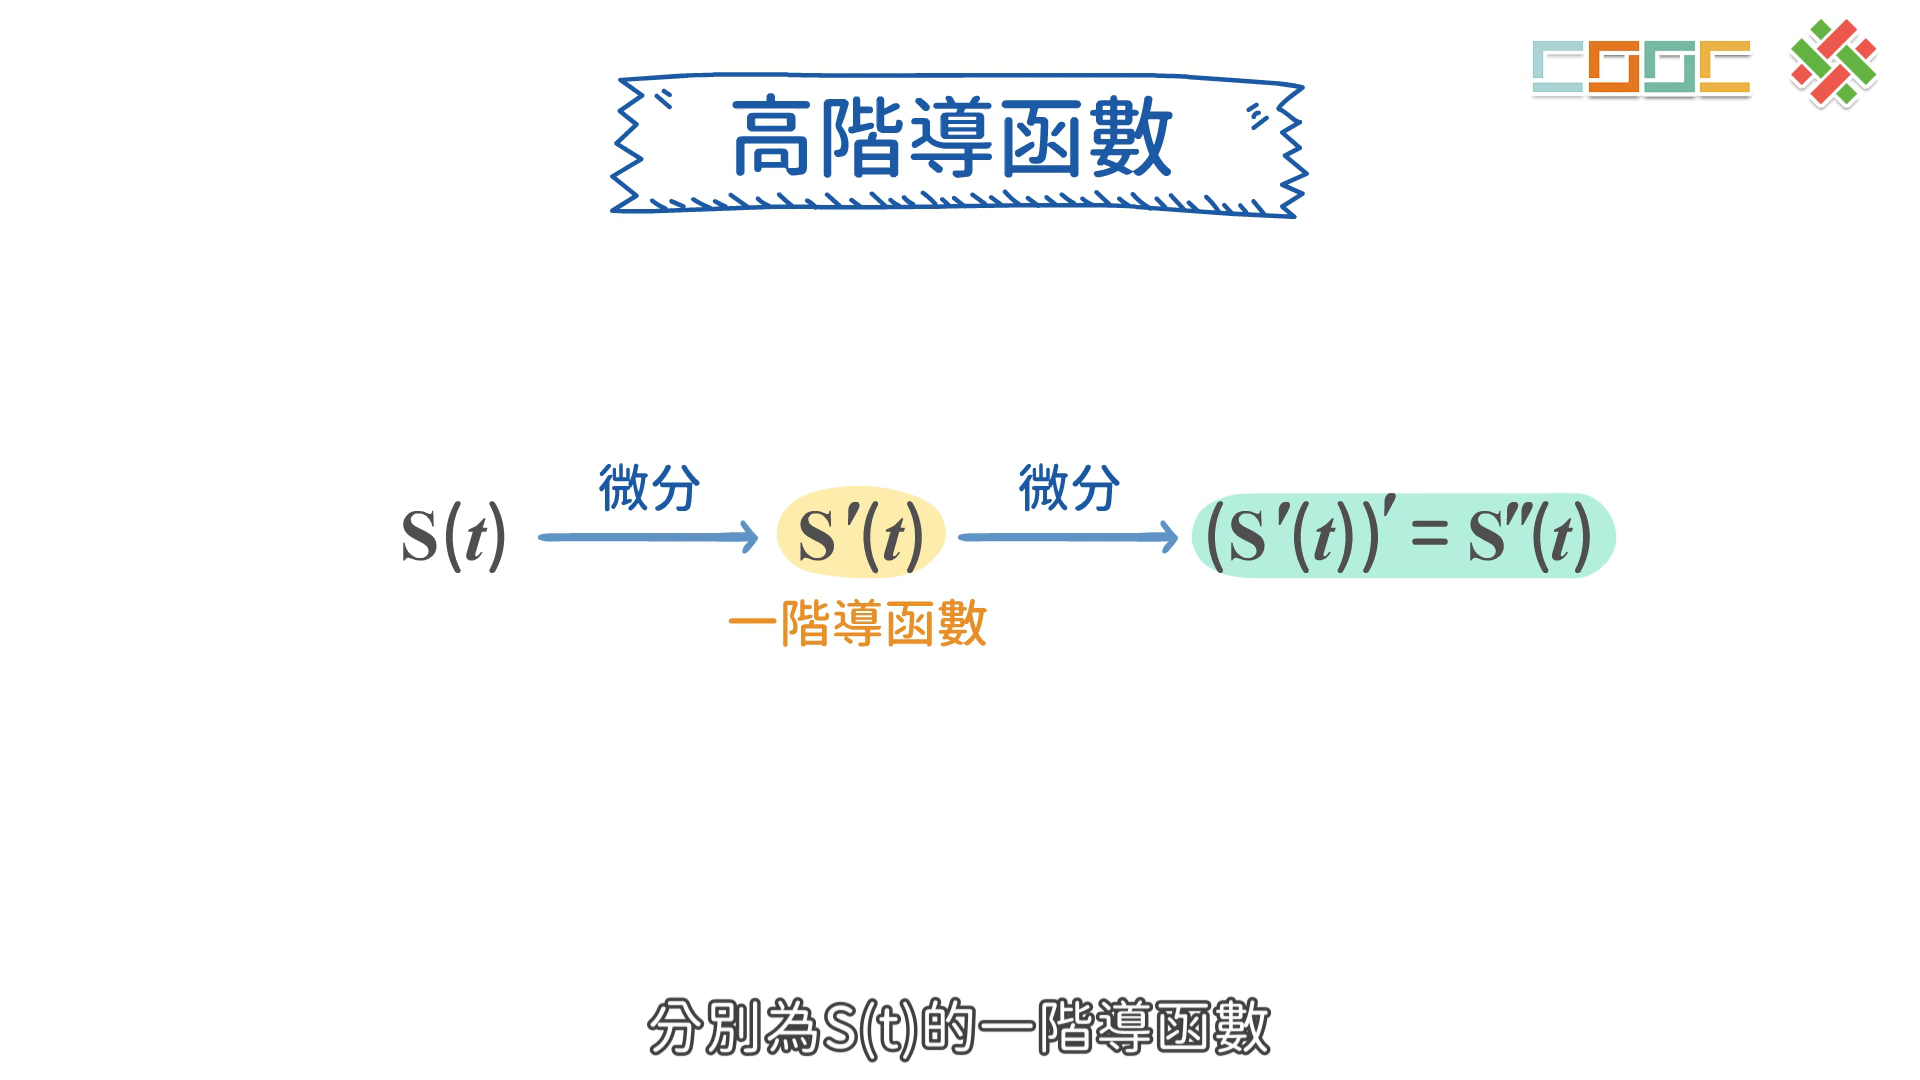 高階導函數
微分 微分
S(t) S′(t) (S′(t))′ = S″(t)
一階導函數
分別為S(t)的一階導函數